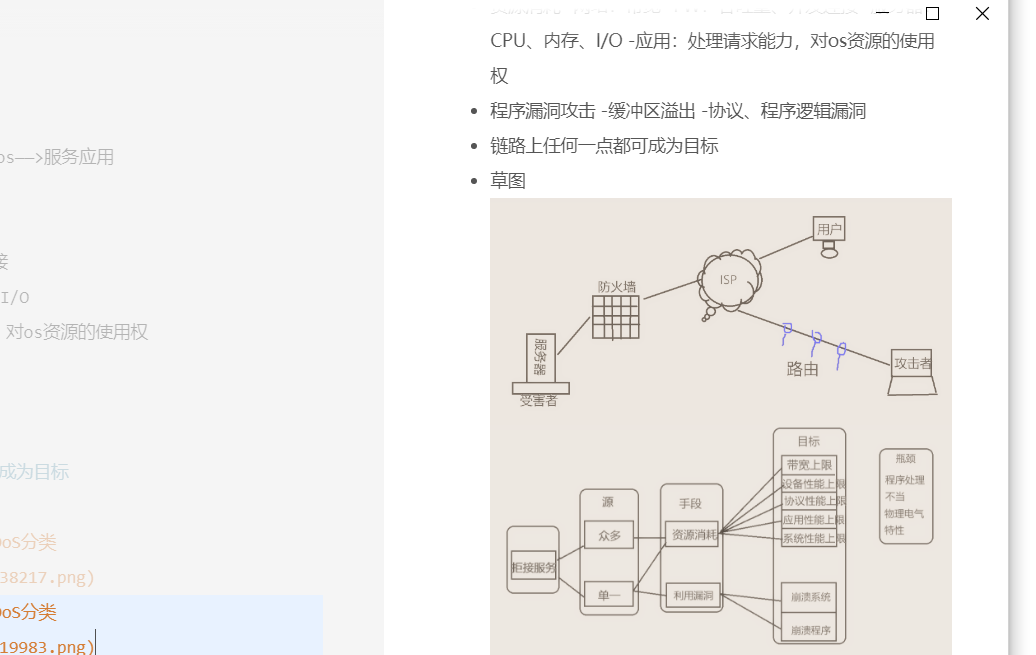 CPU、内存、I/O -应用：处理请求能力，对os资源的使用
权
程序漏洞攻击 -缓冲区溢出 -协议、程序逻辑漏洞
链路上任何一点都可成为目标
草图
os—>服务应用
接
I/O
对os资源的使用权
成为目标
oS分类
38217.png)
oS分类
19983.png)
用户
ISP
防火墙
服务器
受害者
路由
攻击者
目标
带宽上限
设备性能上限
协议性能上限
应用性能上限
系统性能上限
崩溃系统
崩溃程序
瓶颈
程序处理
不当
物理电气
特性
源
众多
单一
手段
资源消耗
利用漏洞
拒接服务